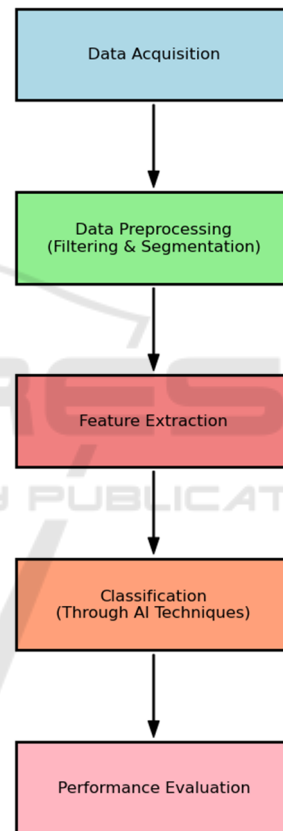 Data Acquisition
Data Preprocessing
(Filtering & Segmentation)
Feature Extraction
Classification
(Through AI Techniques)
Performance Evaluation